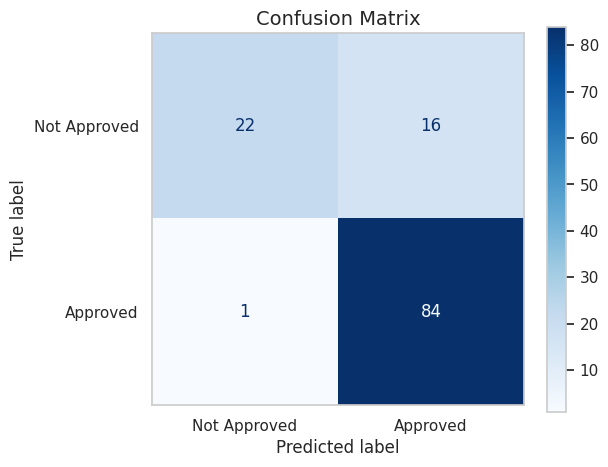 Confusion Matrix
True label
Not Approved
22
16
Approved
1
84
Not Approved
Approved
Predicted label
80
70
60
50
40
30
20
10